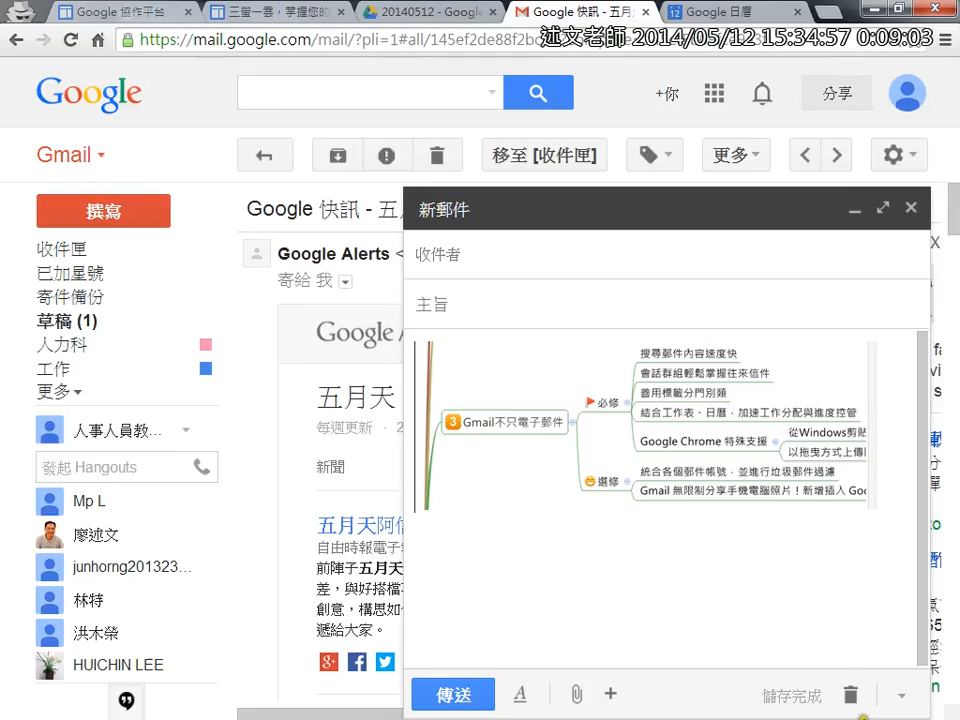 Google 協作平台
三螢一雲，掌握您的
20140512 - Google
Google 快訊 - 五月
Google 日曆
https://mail.google.com/mail/?pli=1#all/145ef2de88f2b
述文老師 2014/05/12 15:34:57 0:09:03
Google
+你
分享
Gmail
移至 [收件匣]
更多
撰寫
收件匣
已加星號
寄件備份
草稿 (1)
人力科
工作
更多
人事人員教...
發起 Hangouts
Mp L
廖述文
junhorng201323...
林特
洪木榮
HUICHIN LEE
Google 快訊 - 五
Google Alerts <
寄給 我
Google A
五月天
每週更新
新聞
五月天阿信
自由時報電子
前陣子五月天
差，與好搭檔
創意，構思如
遞給大家。
新郵件
收件者
主旨
搜尋郵件內容速度快
會話群組輕鬆掌握往來信件
善用標籤分門別類
必修
結合工作表、日曆，加速工作分配與進度控管
3 Gmail不只電子郵件
從Windows剪貼
Google Chrome 特殊支援
以拖曳方式上傳
統合各個郵件帳號，並進行垃圾郵件過濾
選修
Gmail 無限制分享手機電腦照片！新增插入 Goo
傳送
儲存完成